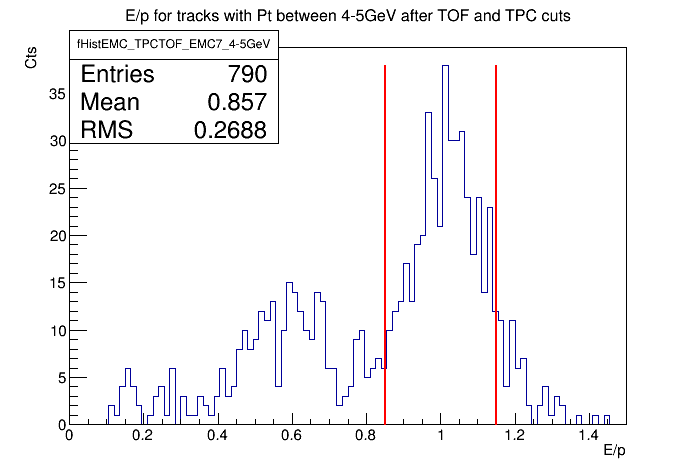 E/p for tracks with Pt between 4-5GeV after TOF and TPC cuts
fHistEMC_TPCTOF_EMC7_4-5GeV
Entries 790
Mean 0.857
RMS 0.2688
Cts
35
30
25
20
15
10
5
0
0 0.2 0.4 0.6 0.8 1 1.2 1.4
E/p